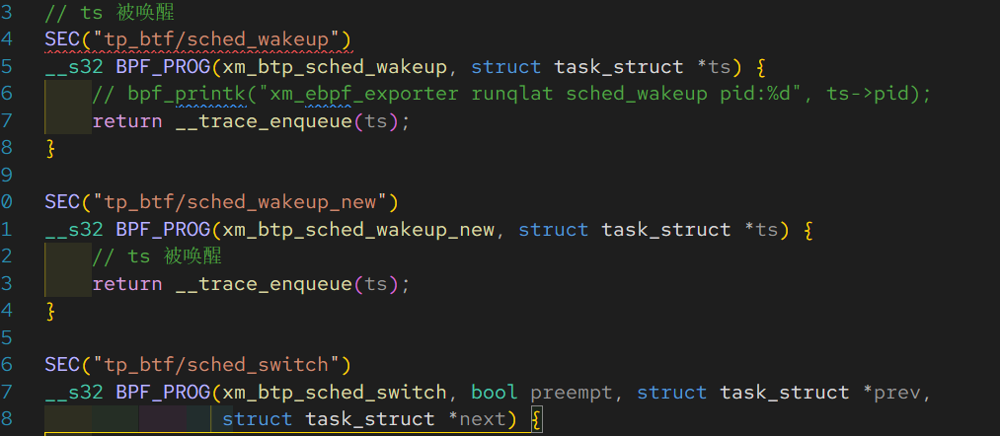 3 // ts 被唤醒
4 SEC("tp_btf/sched_wakeup")
5 __s32 BPF_PROG(xm_btp_sched_wakeup, struct task_struct *ts) {
6     // bpf_printk("xm_ebpf_exporter runqlat sched_wakeup pid:%d", ts->pid);
7     return __trace_enqueue(ts);
8 }
9
0 SEC("tp_btf/sched_wakeup_new")
1 __s32 BPF_PROG(xm_btp_sched_wakeup_new, struct task_struct *ts) {
2     // ts 被唤醒
3     return __trace_enqueue(ts);
4 }
5
6 SEC("tp_btf/sched_switch")
7 __s32 BPF_PROG(xm_btp_sched_switch, bool preempt, struct task_struct *prev,
8                struct task_struct *next) {